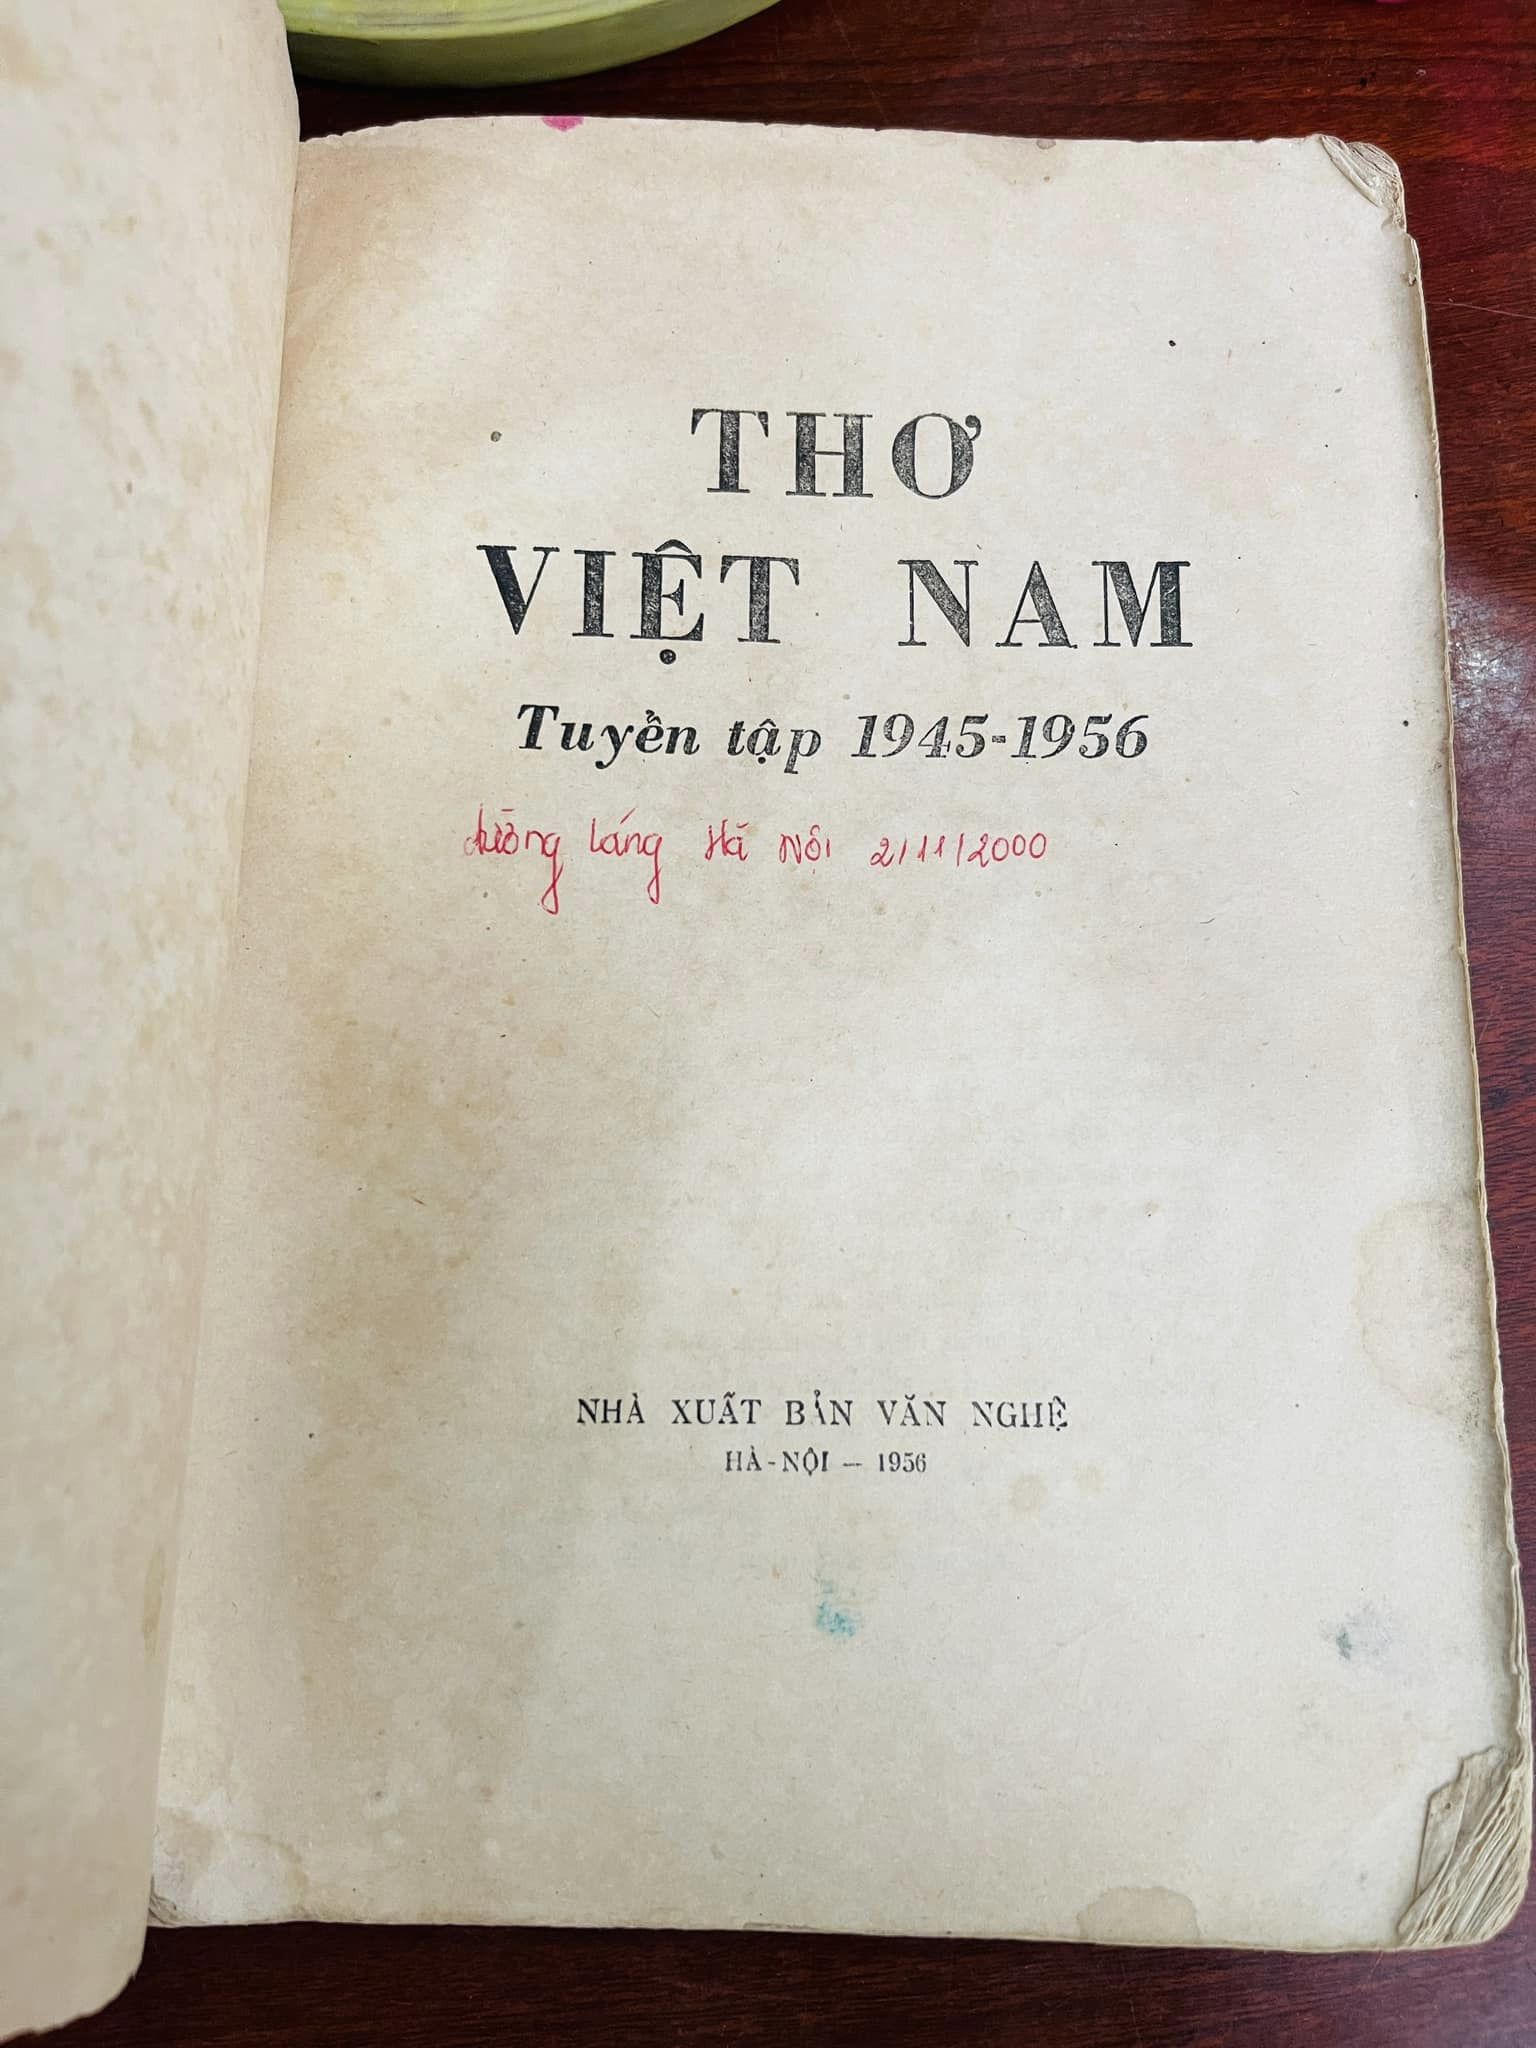 THƠ
VIỆT NAM
Tuyển tập 1945-1956
đường Láng Hà Nội 2/11/2000
NHÀ XUẤT BẢN VĂN NGHỆ
HÀ-NỘI — 1956